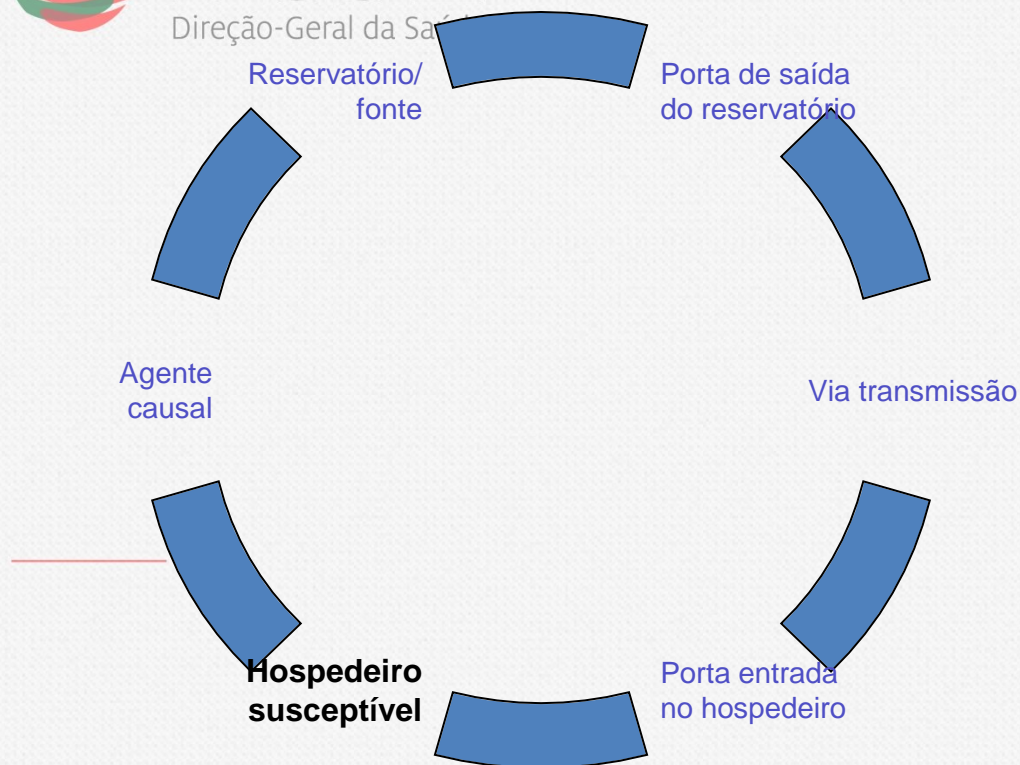 Direção-Geral da Saúde
Reservatório/
fonte
Porta de saída
do reservatório
Agente
causal
Via transmissão
Hospedeiro
susceptível
Porta entrada
no hospedeiro